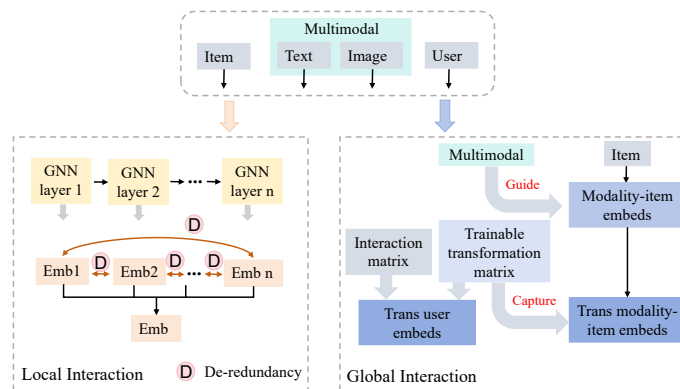 Multimodal
Item
Text
Image
User
GNN
layer 1
GNN
layer 2
•••
GNN
layer n
D
Emb1
D
Emb2
D
•••
D
Emb n
Emb
Local Interaction
D
De-redundancy
Multimodal
Item
Guide
Modality-item
embeds
Interaction
matrix
Trainable
transformation
matrix
Capture
Trans user
embeds
Trans modality-
item embeds
Global Interaction